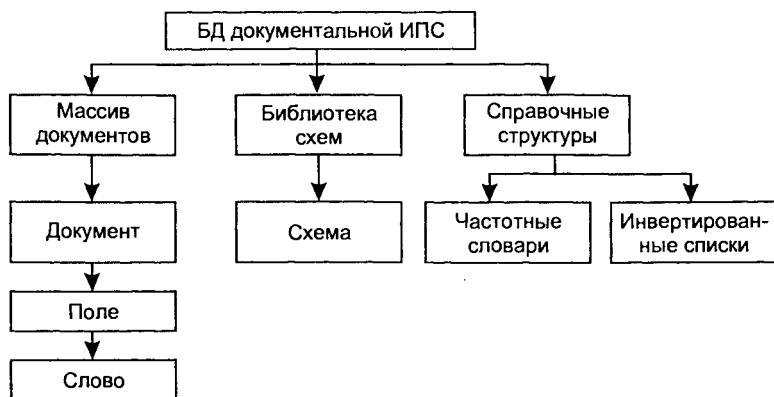 БД документальной ИПС
Массив
документов
Библиотека
схем
Справочные
структуры
Документ
Схема
Частотные
словари
Инвертирован-
ные списки
Поле
Слово